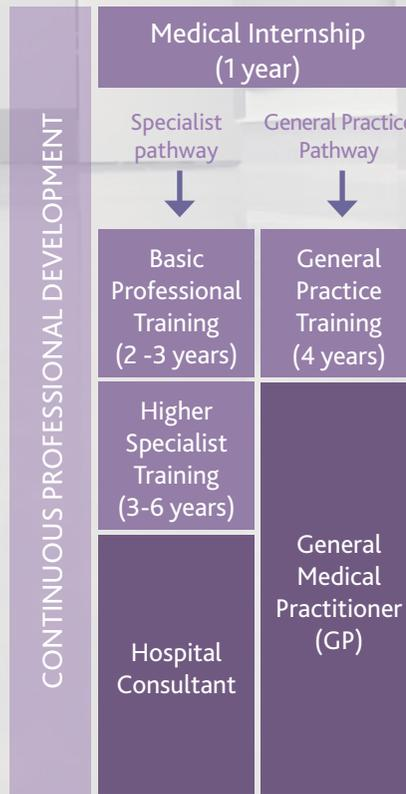 CONTINUOUS PROFESSIONAL DEVELOPMENT
Medical Internship
(1 year)
Specialist
pathway
General Practice
Pathway
Basic
Professional
Training
(2 -3 years)
General
Practice
Training
(4 years)
Higher
Specialist
Training
(3-6 years)
Hospital
Consultant
General
Medical
Practitioner
(GP)